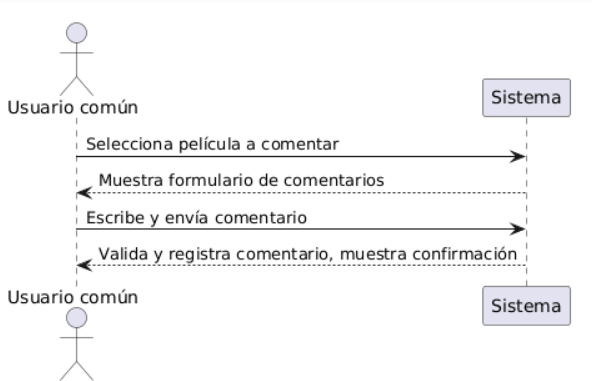 Usuario común
Sistema
Selecciona película a comentar
Muestra formulario de comentarios
Escribe y envía comentario
Valida y registra comentario, muestra confirmación
Usuario común
Sistema